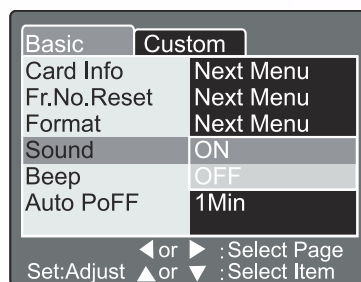 Basic Custom
Card Info Next Menu
Fr.No.Reset Next Menu
Format Next Menu
Sound ON
Beep OFF
Auto PoFF 1Min
◀ or ▶ :Select Page
Set:Adjust ▲ or ▼ :Select Item